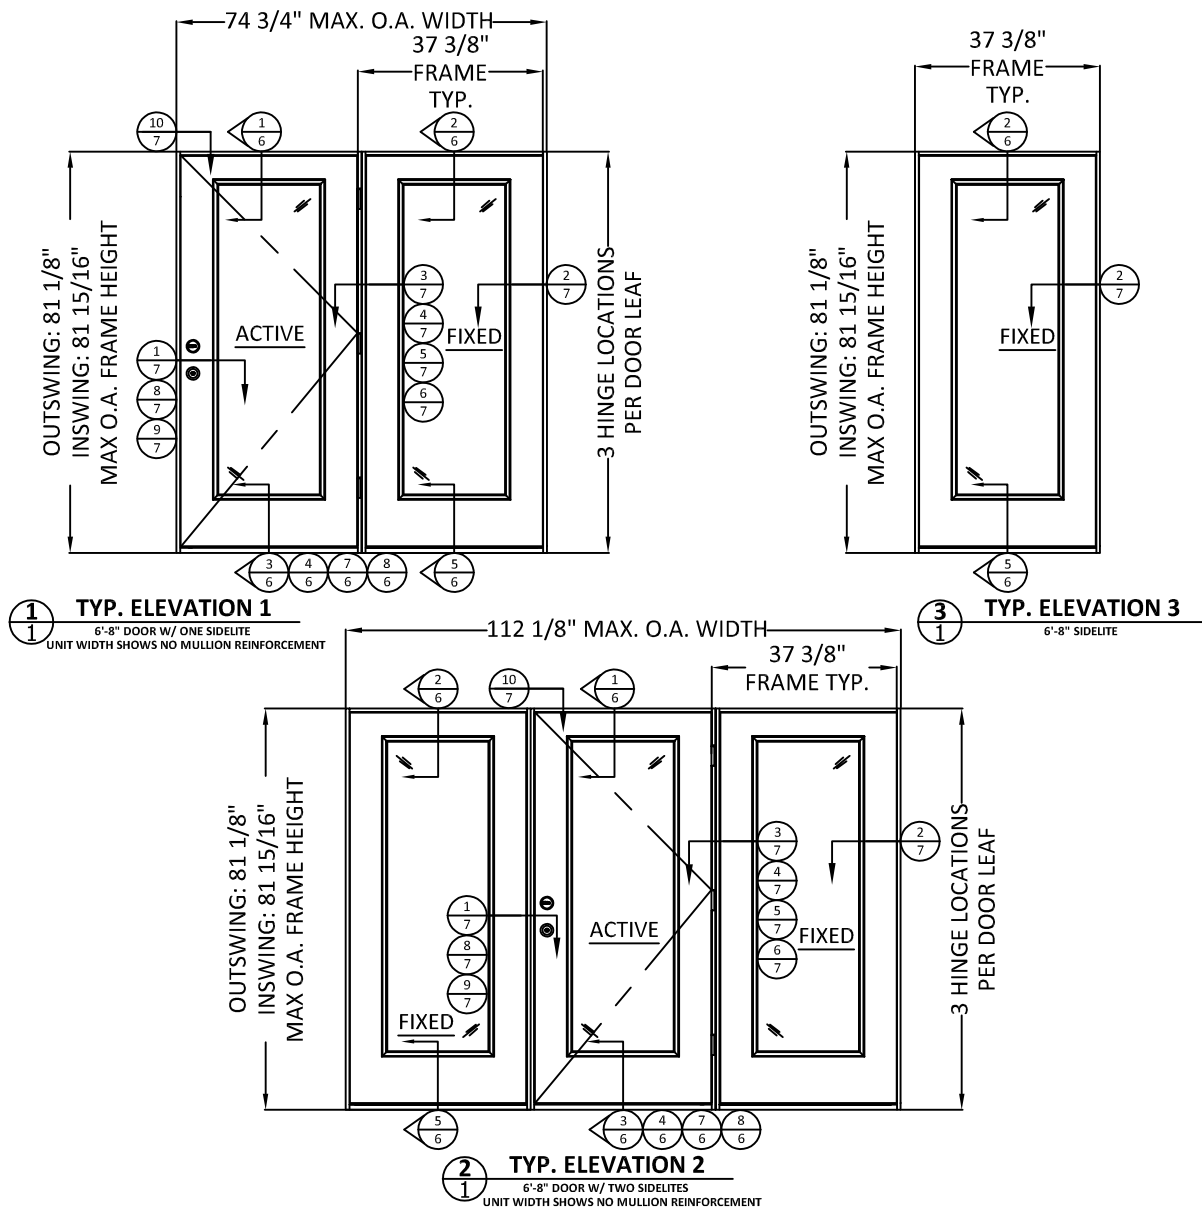 74 3/4" MAX. O.A. WIDTH
37 3/8"
FRAME
TYP.
10
7
1
6
2
6
OUTSWING: 81 1/8"
INSWING: 81 15/16"
MAX O.A. FRAME HEIGHT
ACTIVE
FIXED
3
7
4
7
5
7
6
7
2
7
1
7
8
7
9
7
3 HINGE LOCATIONS
PER DOOR LEAF
3
6
4
6
7
6
8
6
5
6
1
1
TYP. ELEVATION 1
6'-8" DOOR W/ ONE SIDELITE
UNIT WIDTH SHOWS NO MULLION REINFORCEMENT
37 3/8"
FRAME
TYP.
2
6
OUTSWING: 81 1/8"
INSWING: 81 15/16"
MAX O.A. FRAME HEIGHT
2
7
FIXED
5
6
3
1
TYP. ELEVATION 3
6'-8" SIDELITE
112 1/8" MAX. O.A. WIDTH
37 3/8"
FRAME TYP.
2
6
10
7
1
6
OUTSWING: 81 1/8"
INSWING: 81 15/16"
MAX O.A. FRAME HEIGHT
3
7
4
7
5
7
6
7
2
7
1
7
8
7
9
7
ACTIVE
FIXED
FIXED
3 HINGE LOCATIONS
PER DOOR LEAF
5
6
3
6
4
6
7
6
8
6
2
1
TYP. ELEVATION 2
6'-8" DOOR W/ TWO SIDELITES
UNIT WIDTH SHOWS NO MULLION REINFORCEMENT